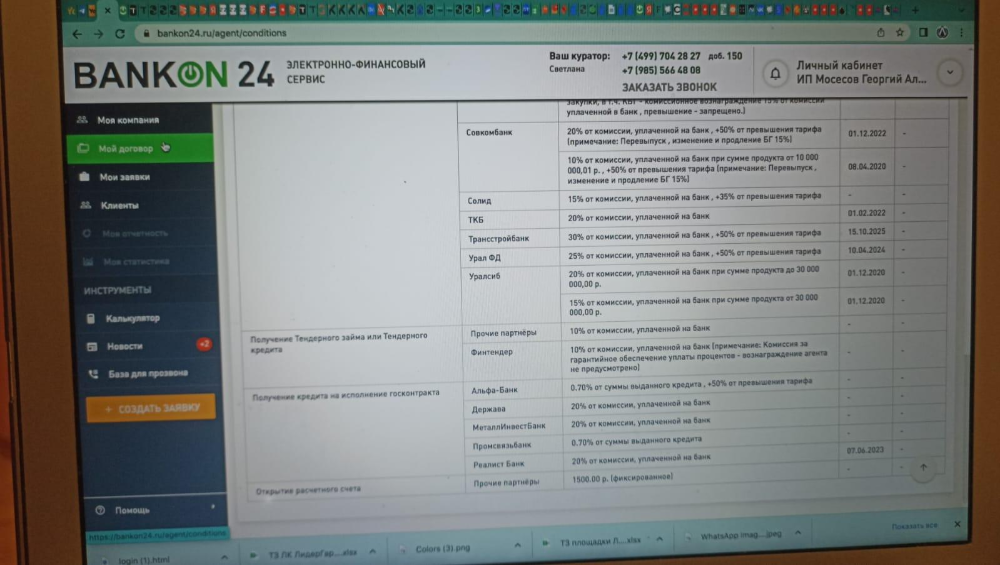 bankon24.ru/agent/conditions
BANKON 24
ЭЛЕКТРОННО-ФИНАНСОВЫЙ
СЕРВИС
Ваш куратор: +7 (499) 704 28 27 доб. 150
Светлана +7 (985) 566 48 08
ЗАКАЗАТЬ ЗВОНОК
Личный кабинет
ИП Мосесов Георгий Ал...
Моя компания
Мой договор
Мои заявки
Клиенты
Моя отчетность
Моя статистика
ИНСТРУМЕНТЫ
Калькулятор
Новости +2
База для прозвона
+ СОЗДАТЬ ЗАЯВКУ
Помощь
https://bankon24.ru/agent/conditions
закупки, в т.ч. КБГ - комиссионное вознаграждение 15% от комиссии
уплаченной в банк, превышение - запрещено.)
Совкомбанк 20% от комиссии, уплаченной на банк , +50% от превышения тарифа 01.12.2022 -
(примечание: Перевыпуск , изменение и продление БГ 15%)
10% от комиссии, уплаченной на банк при сумме продукта от 10 000
000,01 р. , +50% от превышения тарифа (примечание: Перевыпуск , 08.04.2020 -
изменение и продление БГ 15%)
Солид 15% от комиссии, уплаченной на банк , +35% от превышения тарифа - -
ТКБ 20% от комиссии, уплаченной на банк 01.02.2022 -
Трансстройбанк 30% от комиссии, уплаченной на банк , +50% от превышения тарифа 15.10.2025 -
Урал ФД 25% от комиссии, уплаченной на банк , +50% от превышения тарифа 10.04.2024 -
Уралсиб 20% от комиссии, уплаченной на банк при сумме продукта до 30 000 01.12.2020 -
000,00 р.
15% от комиссии, уплаченной на банк при сумме продукта от 30 000 01.12.2020 -
000,00 р.
Получение Тендерного займа или Тендерного
кредита
Прочие партнёры 10% от комиссии, уплаченной на банк - -
Финтендер 10% от комиссии, уплаченной на банк (примечание: Комиссия за
гарантийное обеспечение уплаты процентов - вознаграждение агента - -
не предусмотрено)
Получение кредита на исполнение госконтракта Альфа-Банк 0.70% от суммы выданного кредита , +50% от превышения тарифа - -
Держава 20% от комиссии, уплаченной на банк - -
МеталлИнвестБанк 20% от комиссии, уплаченной на банк - -
Промсвязьбанк 0.70% от суммы выданного кредита - -
Реалист Банк 20% от комиссии, уплаченной на банк 07.06.2023 -
Открытие расчетного счета Прочие партнёры 1500.00 р. (фиксированное) - -
login (1).html
ТЗ ЛК ЛидерГар....xlsx
Colors (3).png
ТЗ площадки Л....xlsx
WhatsApp Imag....jpeg
Показать все